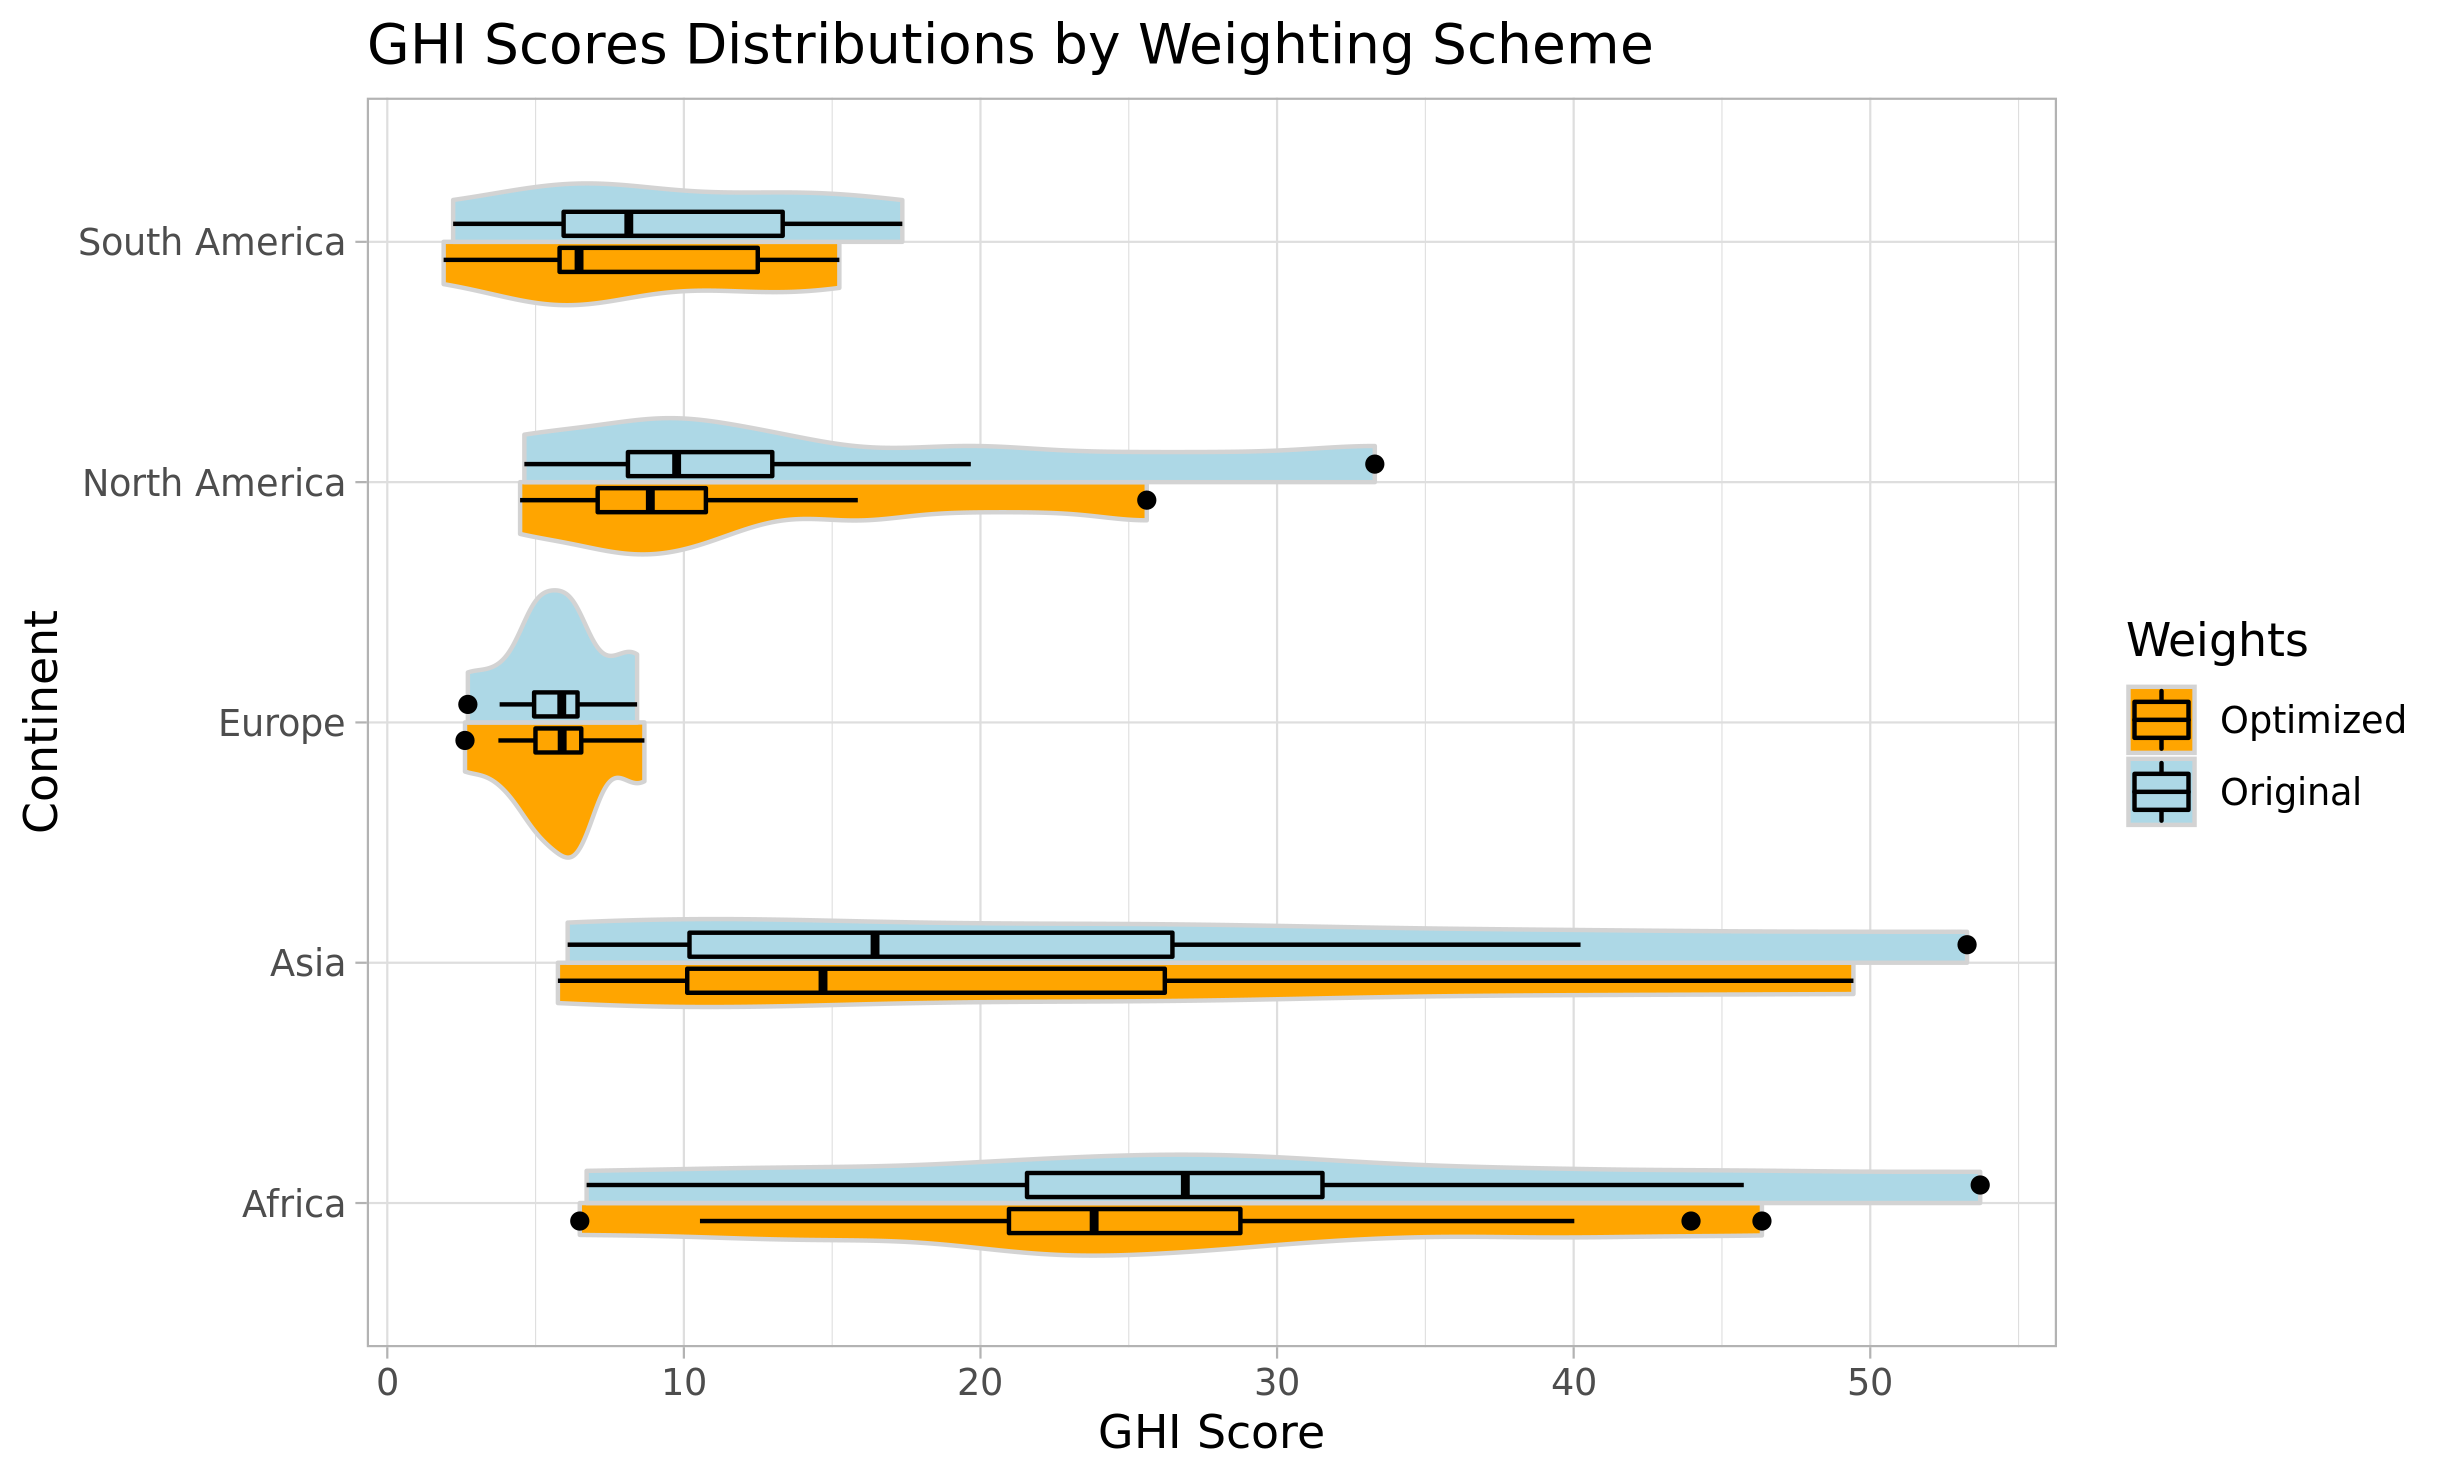 GHI Scores Distributions by Weighting Scheme
Continent
South America
North America
Europe
Asia
Africa
0 10 20 30 40 50
GHI Score
Weights
Optimized
Original